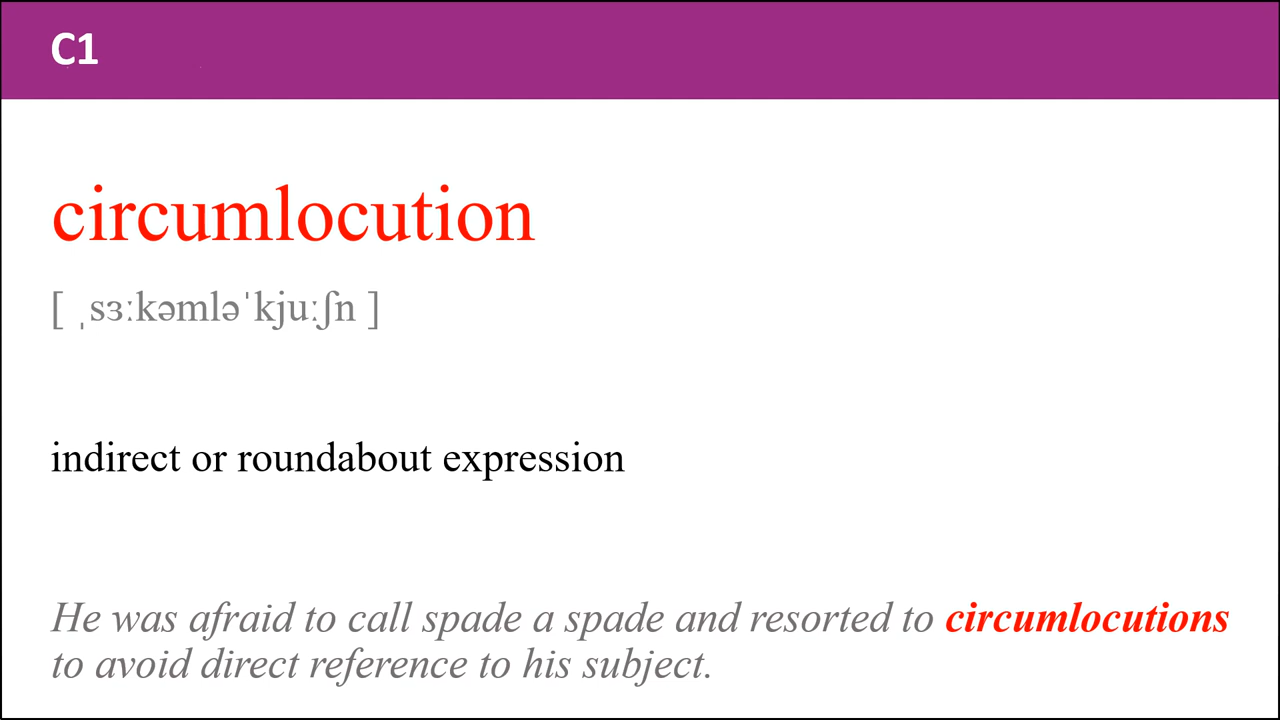 C1
circumlocution
[ ˌsɜːkəmləˈkjuːʃn ]
indirect or roundabout expression
He was afraid to call spade a spade and resorted to circumlocutions
to avoid direct reference to his subject.